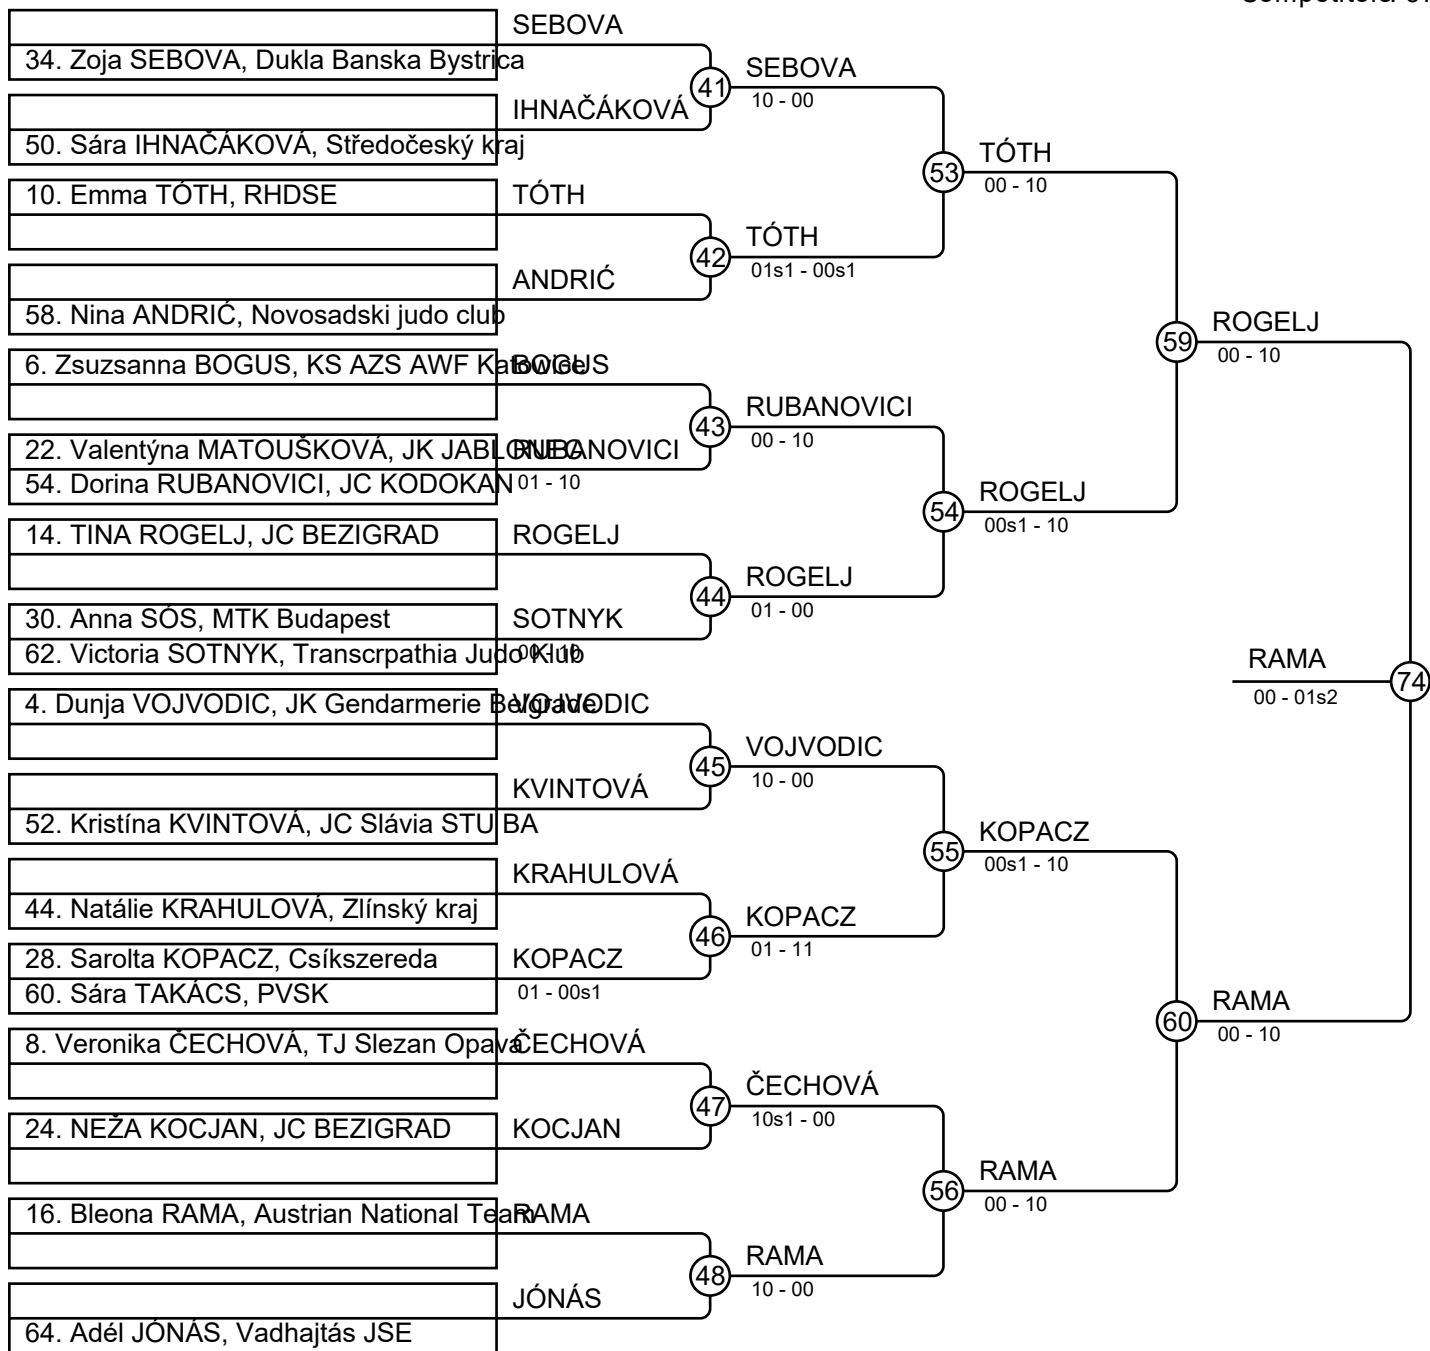 SEBOVA
34. Zoja SEBOVA, Dukla Banska Bystrica
41
SEBOVA
10 - 00
IHNAČÁKOVÁ
50. Sára IHNAČÁKOVÁ, Středočeský kraj
53
TÓTH
00 - 10
10. Emma TÓTH, RHDSE
TÓTH
42
TÓTH
01s1 - 00s1
ANDRIĆ
58. Nina ANDRIĆ, Novosadski judo club
59
ROGELJ
00 - 10
6. Zsuzsanna BOGUS, KS AZS AWF Katowice
BOGUS
43
RUBANOVICI
00 - 10
22. Valentýna MATOUŠKOVÁ, JK JABLONEC
RUBANOVICI
54. Dorina RUBANOVICI, JC KODOKAN
01 - 10
54
ROGELJ
00s1 - 10
14. TINA ROGELJ, JC BEZIGRAD
ROGELJ
44
ROGELJ
01 - 00
30. Anna SÓS, MTK Budapest
SOTNYK
62. Victoria SOTNYK, Transcrpathia Judo Klub
00 - 10
RAMA
00 - 01s2
74
4. Dunja VOJVODIC, JK Gendarmerie Belgrade
VOJVODIC
45
VOJVODIC
10 - 00
KVINTOVÁ
52. Kristína KVINTOVÁ, JC Slávia STU BA
55
KOPACZ
00s1 - 10
KRAHULOVÁ
44. Natálie KRAHULOVÁ, Zlínský kraj
46
KOPACZ
01 - 11
28. Sarolta KOPACZ, Csíkszereda
KOPACZ
60. Sára TAKÁCS, PVSK
01 - 00s1
60
RAMA
00 - 10
8. Veronika ČECHOVÁ, TJ Slezan Opava
ČECHOVÁ
47
ČECHOVÁ
10s1 - 00
24. NEŽA KOCJAN, JC BEZIGRAD
KOCJAN
56
RAMA
00 - 10
16. Bleona RAMA, Austrian National Team
RAMA
48
RAMA
10 - 00
JÓNÁS
64. Adél JÓNÁS, Vadhajtás JSE